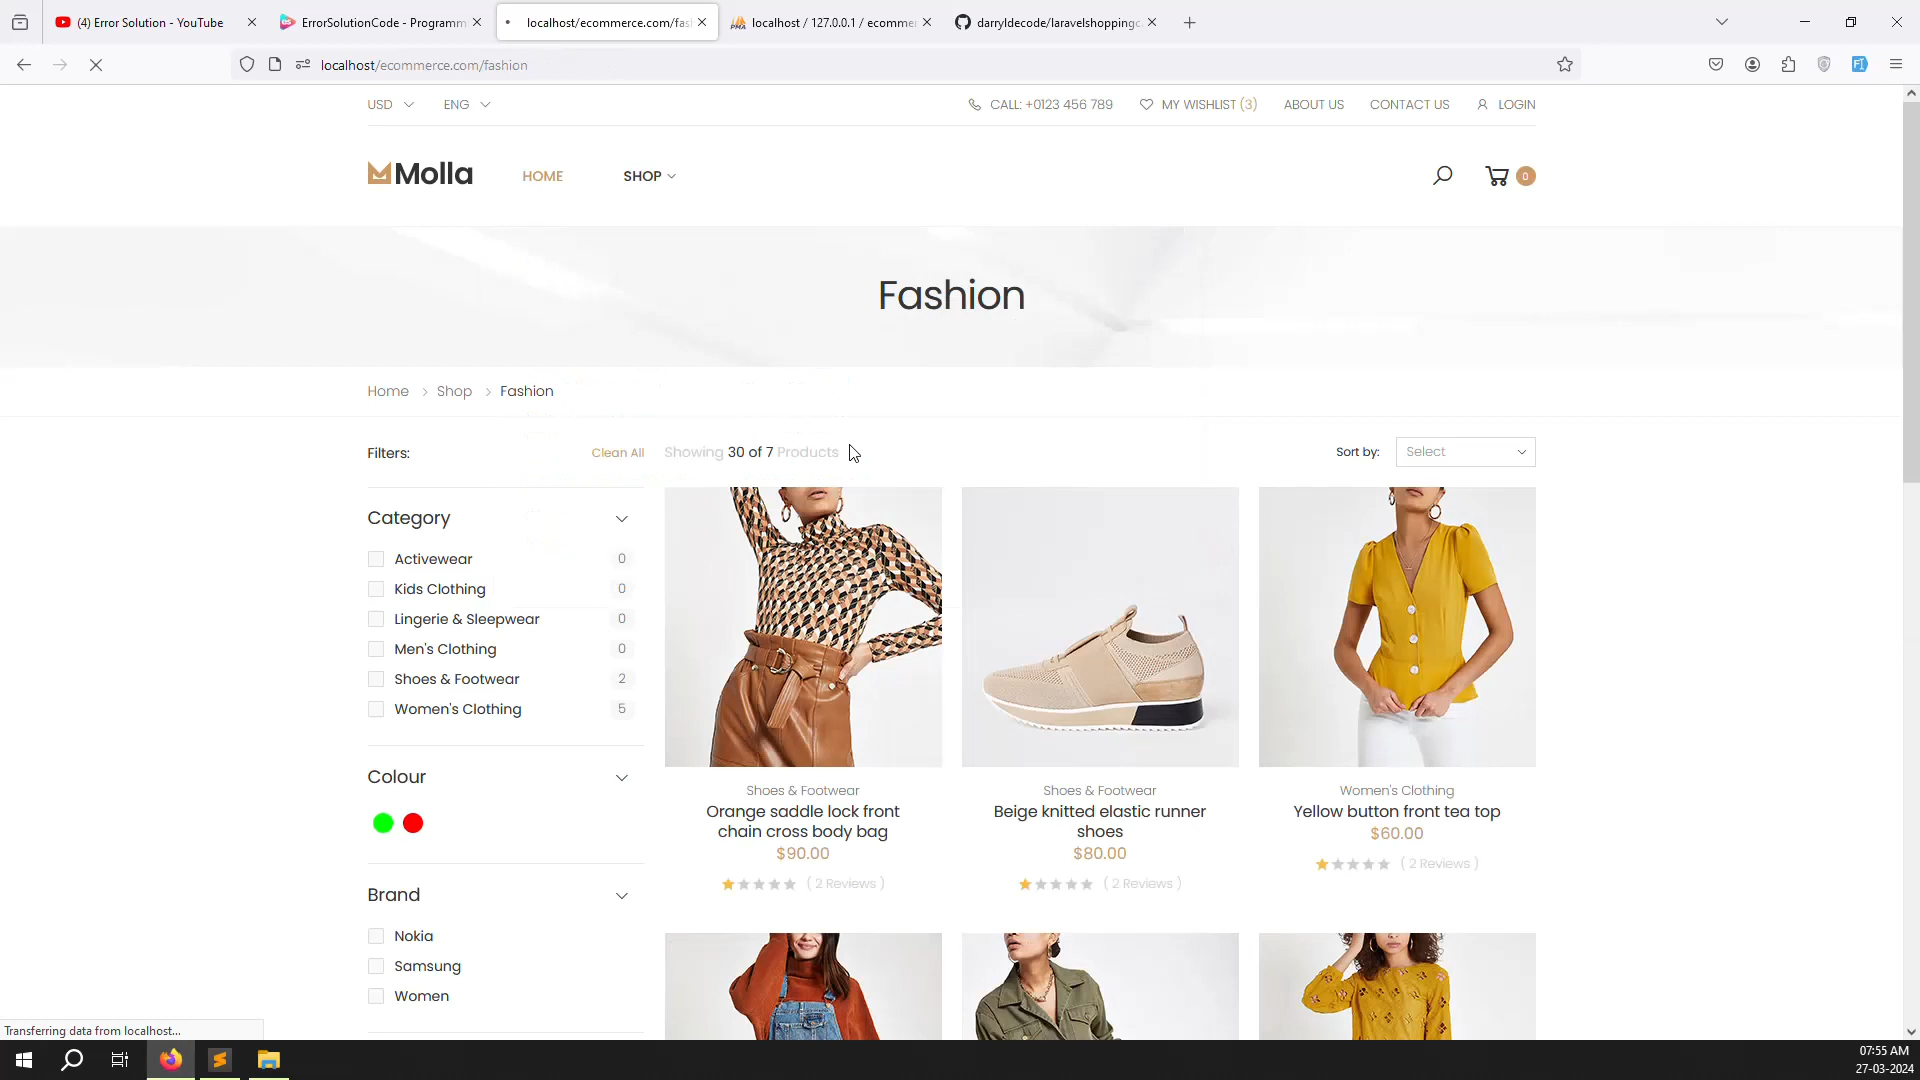 (4) Error Solution - YouTube
ErrorSolutionCode - Programm
localhost/ecommerce.com/fas
localhost / 127.0.0.1 / ecomme
darryldecode/laravelshoppingc
localhost/ecommerce.com/fashion
USD
ENG
CALL: +0123 456 789
MY WISHLIST (3)
ABOUT US
CONTACT US
LOGIN
Molla
HOME
SHOP
0
Fashion
Home
Shop
Fashion
Filters:
Clean All
Showing 30 of 7 Products
Sort by:
Select
Category
Activewear
0
Kids Clothing
0
Lingerie & Sleepwear
0
Men's Clothing
0
Shoes & Footwear
2
Women's Clothing
5
Colour
Brand
Nokia
Samsung
Women
Shoes & Footwear
Orange saddle lock front
chain cross body bag
$90.00
( 2 Reviews )
Shoes & Footwear
Beige knitted elastic runner
shoes
$80.00
( 2 Reviews )
Women's Clothing
Yellow button front tea top
$60.00
( 2 Reviews )
Transferring data from localhost...
07:55 AM
27-03-2024